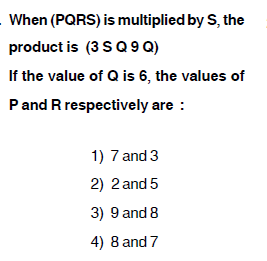 . When (PQRS) is multiplied by S, the
product is (3 S Q 9 Q)
If the value of Q is 6, the values of
P and R respectively are :
1) 7 and 3
2) 2 and 5
3) 9 and 8
4) 8 and 7